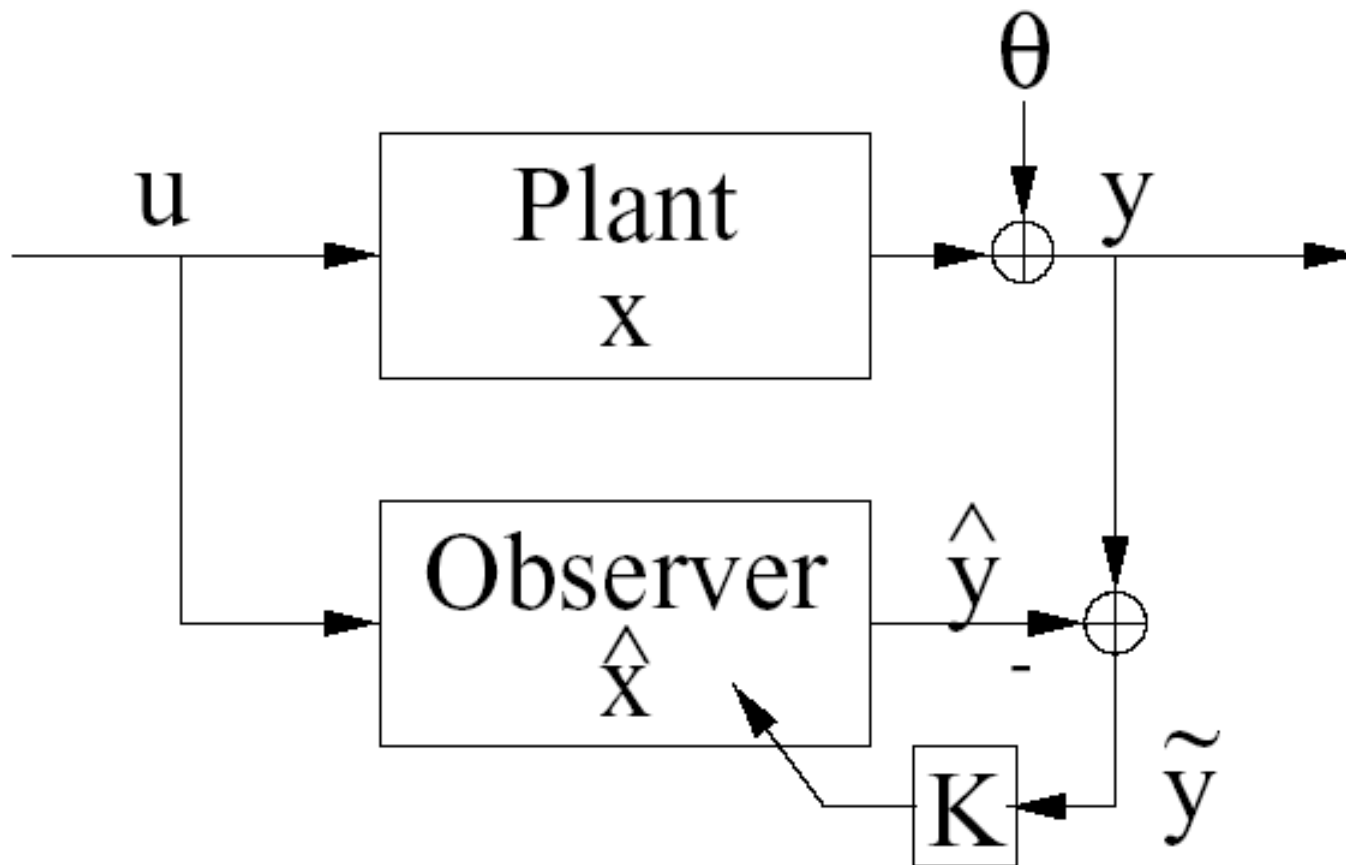 θ
u
Plant
x
y
Observer
x̂
ŷ
-
K
ỹ